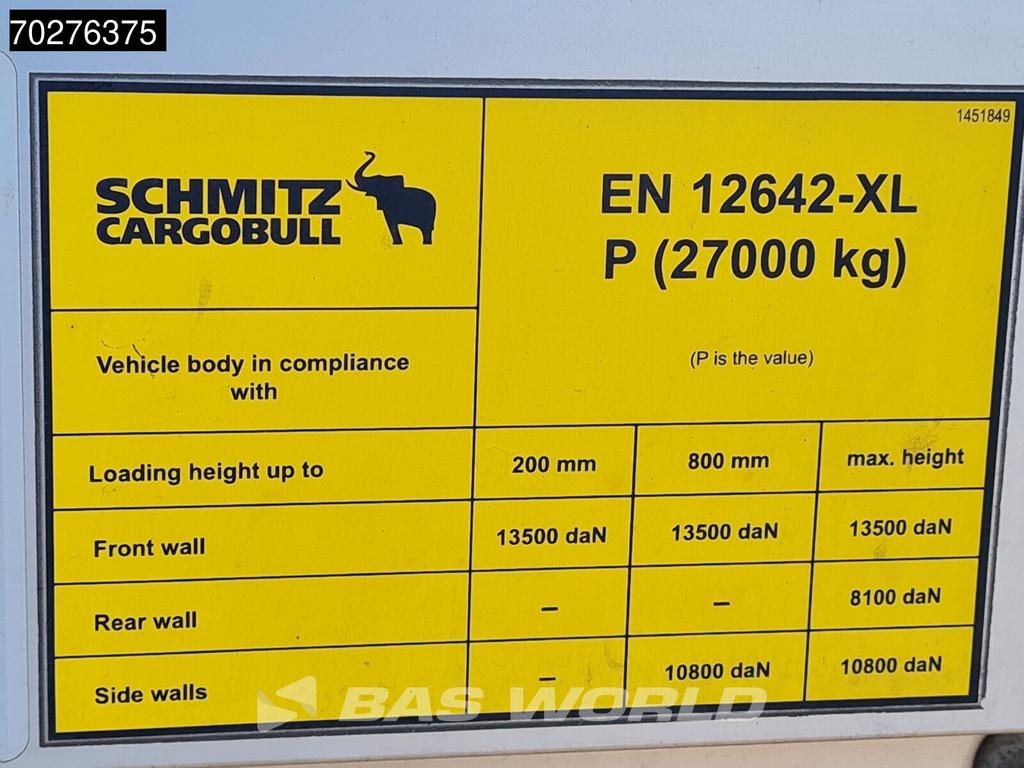 70276375
1451849
SCHMITZ
CARGOBULL
EN 12642-XL
P (27000 kg)
(P is the value)
Vehicle body in compliance
with
Loading height up to 200 mm 800 mm max. height
Front wall 13500 daN 13500 daN 13500 daN
Rear wall – – 8100 daN
Side walls – 10800 daN 10800 daN
BAS WORLD